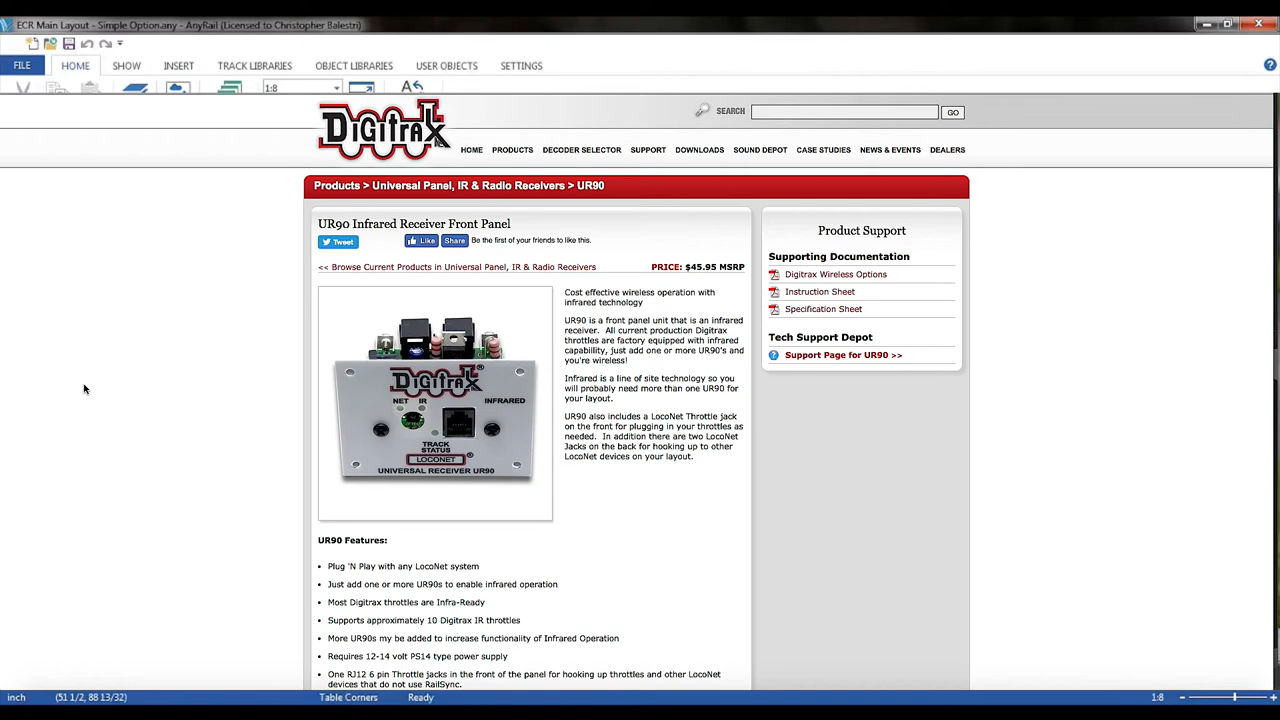 ECR Main Layout - Simple Option.any - AnyRail (Licensed to Christopher Balestri)
FILE HOME SHOW INSERT TRACK LIBRARIES OBJECT LIBRARIES USER OBJECTS SETTINGS
1:8
Digitrax
SEARCH GO
HOME PRODUCTS DECODER SELECTOR SUPPORT DOWNLOADS SOUND DEPOT CASE STUDIES NEWS & EVENTS DEALERS
Products > Universal Panel, IR & Radio Receivers > UR90
UR90 Infrared Receiver Front Panel
Tweet Like Share Be the first of your friends to like this.
<< Browse Current Products in Universal Panel, IR & Radio Receivers PRICE: $45.95 MSRP
Cost effective wireless operation with
infrared technology
UR90 is a front panel unit that is an infrared
receiver. All current production Digitrax
throttles are factory equipped with infrared
capability, just add one or more UR90's and
you're wireless!
Infrared is a line of site technology so you
will probably need more than one UR90 for
your layout.
UR90 also includes a LocoNet Throttle jack
on the front for plugging in your throttles as
needed. In addition there are two LocoNet
Jacks on the back for hooking up to other
LocoNet devices on your layout.
Digitrax ®
NET IR INFRARED
TRACK
STATUS
LOCONET ®
UNIVERSAL RECEIVER UR90
UR90 Features:
• Plug 'N Play with any LocoNet system
• Just add one or more UR90s to enable infrared operation
• Most Digitrax throttles are Infra-Ready
• Supports approximately 10 Digitrax IR throttles
• More UR90s my be added to increase functionality of Infrared Operation
• Requires 12-14 volt PS14 type power supply
• One RJ12 6 pin Throttle jacks in the front of the panel for hooking up throttles and other LocoNet
devices that do not use RailSync.
Product Support
Supporting Documentation
Digitrax Wireless Options
Instruction Sheet
Specification Sheet
Tech Support Depot
Support Page for UR90 >>
inch (51 1/2, 88 13/32) Table Corners Ready 1:8